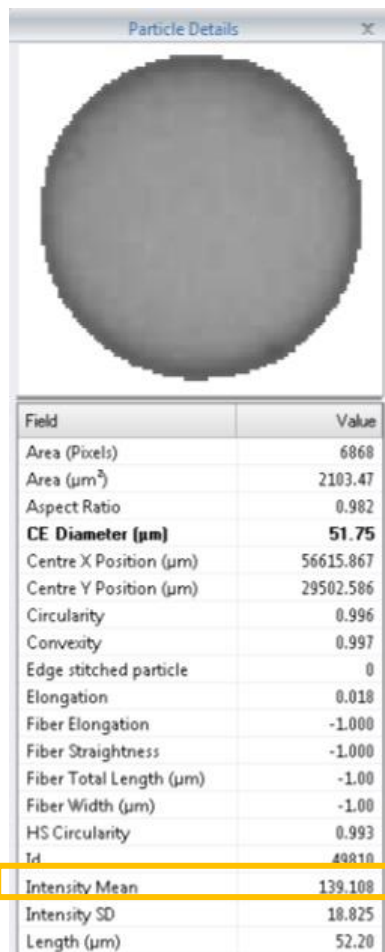 Particle Details x
Field Value
Area (Pixels) 6868
Area (µm²) 2103.47
Aspect Ratio 0.982
CE Diameter (µm) 51.75
Centre X Position (µm) 56615.867
Centre Y Position (µm) 29502.586
Circularity 0.996
Convexity 0.997
Edge stitched particle 0
Elongation 0.018
Fiber Elongation -1.000
Fiber Straightness -1.000
Fiber Total Length (µm) -1.00
Fiber Width (µm) -1.00
HS Circularity 0.993
Id 49810
Intensity Mean 139.108
Intensity SD 18.825
Length (µm) 52.20